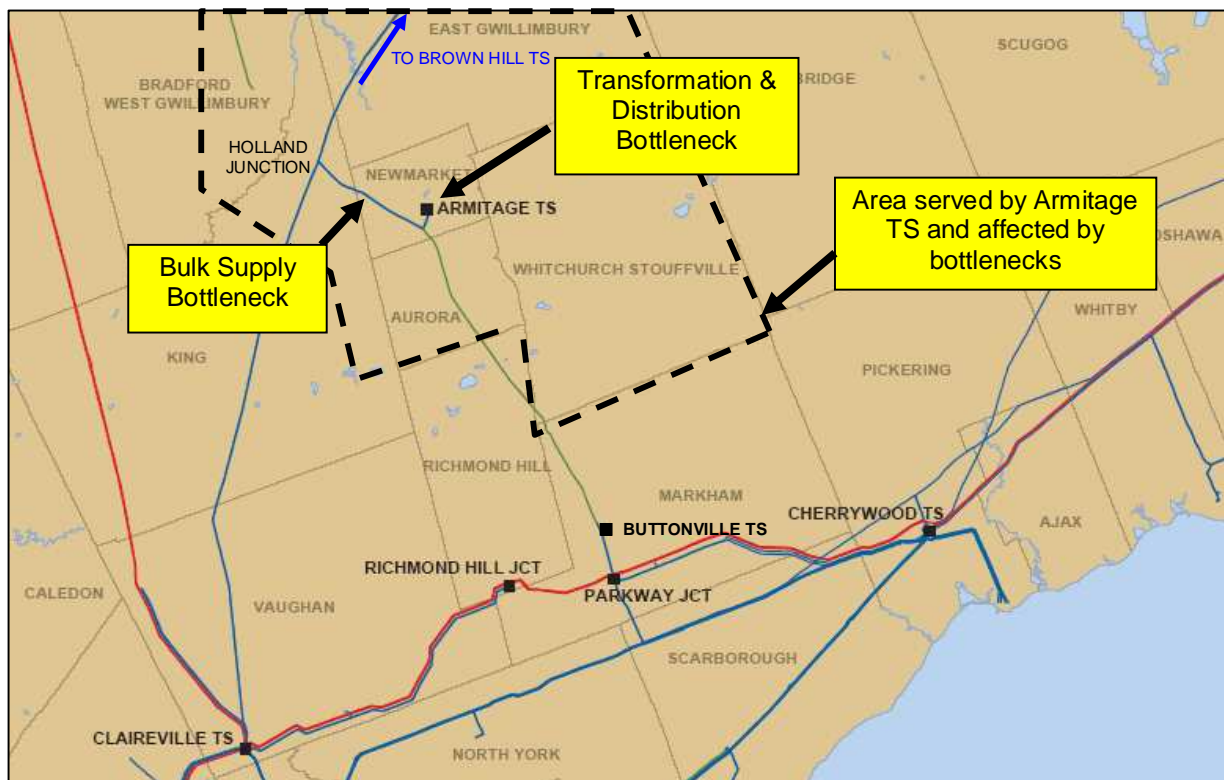 EAST GWILLIMBURY
SCUGOG
TO BROWN HILL TS
BRADFORD
WEST GWILLIMBURY
Transformation &
Distribution
Bottleneck
BRIDGE
HOLLAND
JUNCTION
NEWMARKET
ARMITAGE TS
Area served by Armitage
TS and affected by
bottlenecks
OSHAWA
Bulk Supply
Bottleneck
WHITCHURCH STOUFFVILLE
AURORA
WHITBY
KING
PICKERING
RICHMOND HILL
MARKHAM
CHERRYWOOD TS
BUTTONVILLE TS
AJAX
RICHMOND HILL JCT
CALEDON
VAUGHAN
PARKWAY JCT
SCARBOROUGH
CLAIREVILLE TS
NORTH YORK